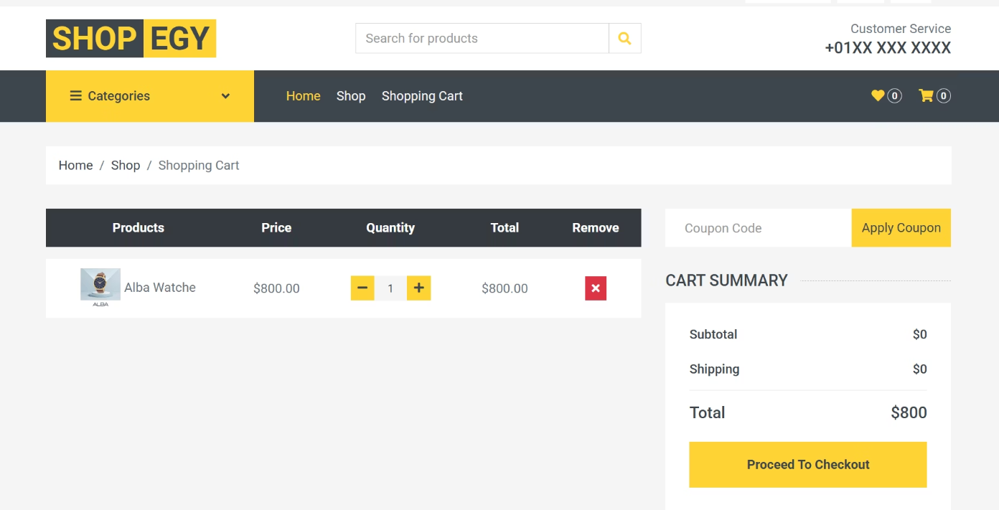 SHOP EGY
Search for products
Customer Service
+01XX XXX XXXX
Categories
Home Shop Shopping Cart
0 0
Home / Shop / Shopping Cart
Products Price Quantity Total Remove
Coupon Code Apply Coupon
Alba Watche $800.00 1 $800.00
ALBA
CART SUMMARY
Subtotal $0
Shipping $0
Total $800
Proceed To Checkout